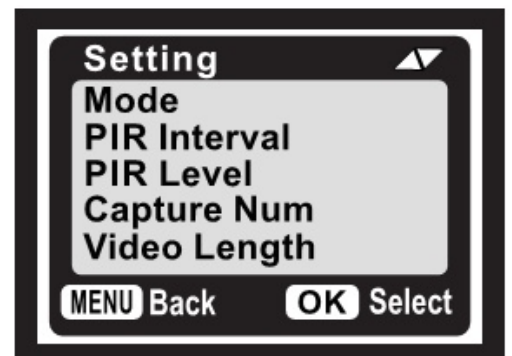 Setting
Mode
PIR Interval
PIR Level
Capture Num
Video Length
MENU Back OK Select